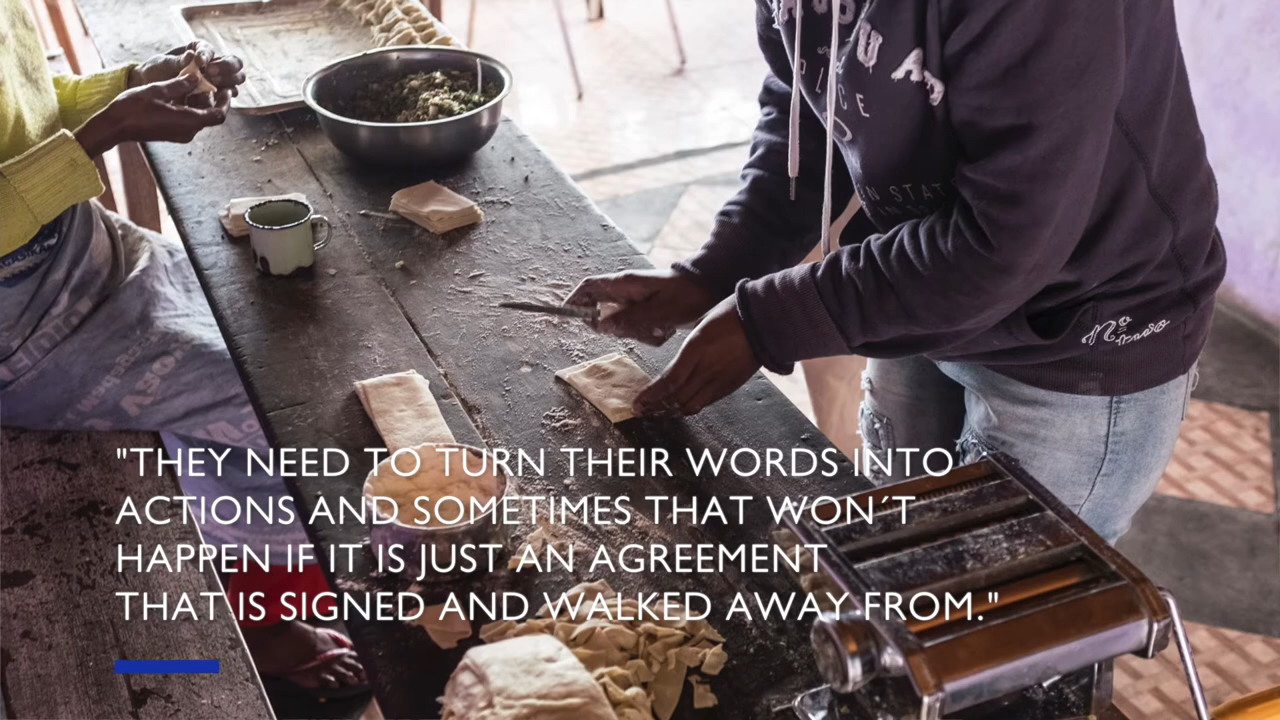 "THEY NEED TO TURN THEIR WORDS INTO
ACTIONS AND SOMETIMES THAT WON´T
HAPPEN IF IT IS JUST AN AGREEMENT
THAT IS SIGNED AND WALKED AWAY FROM."